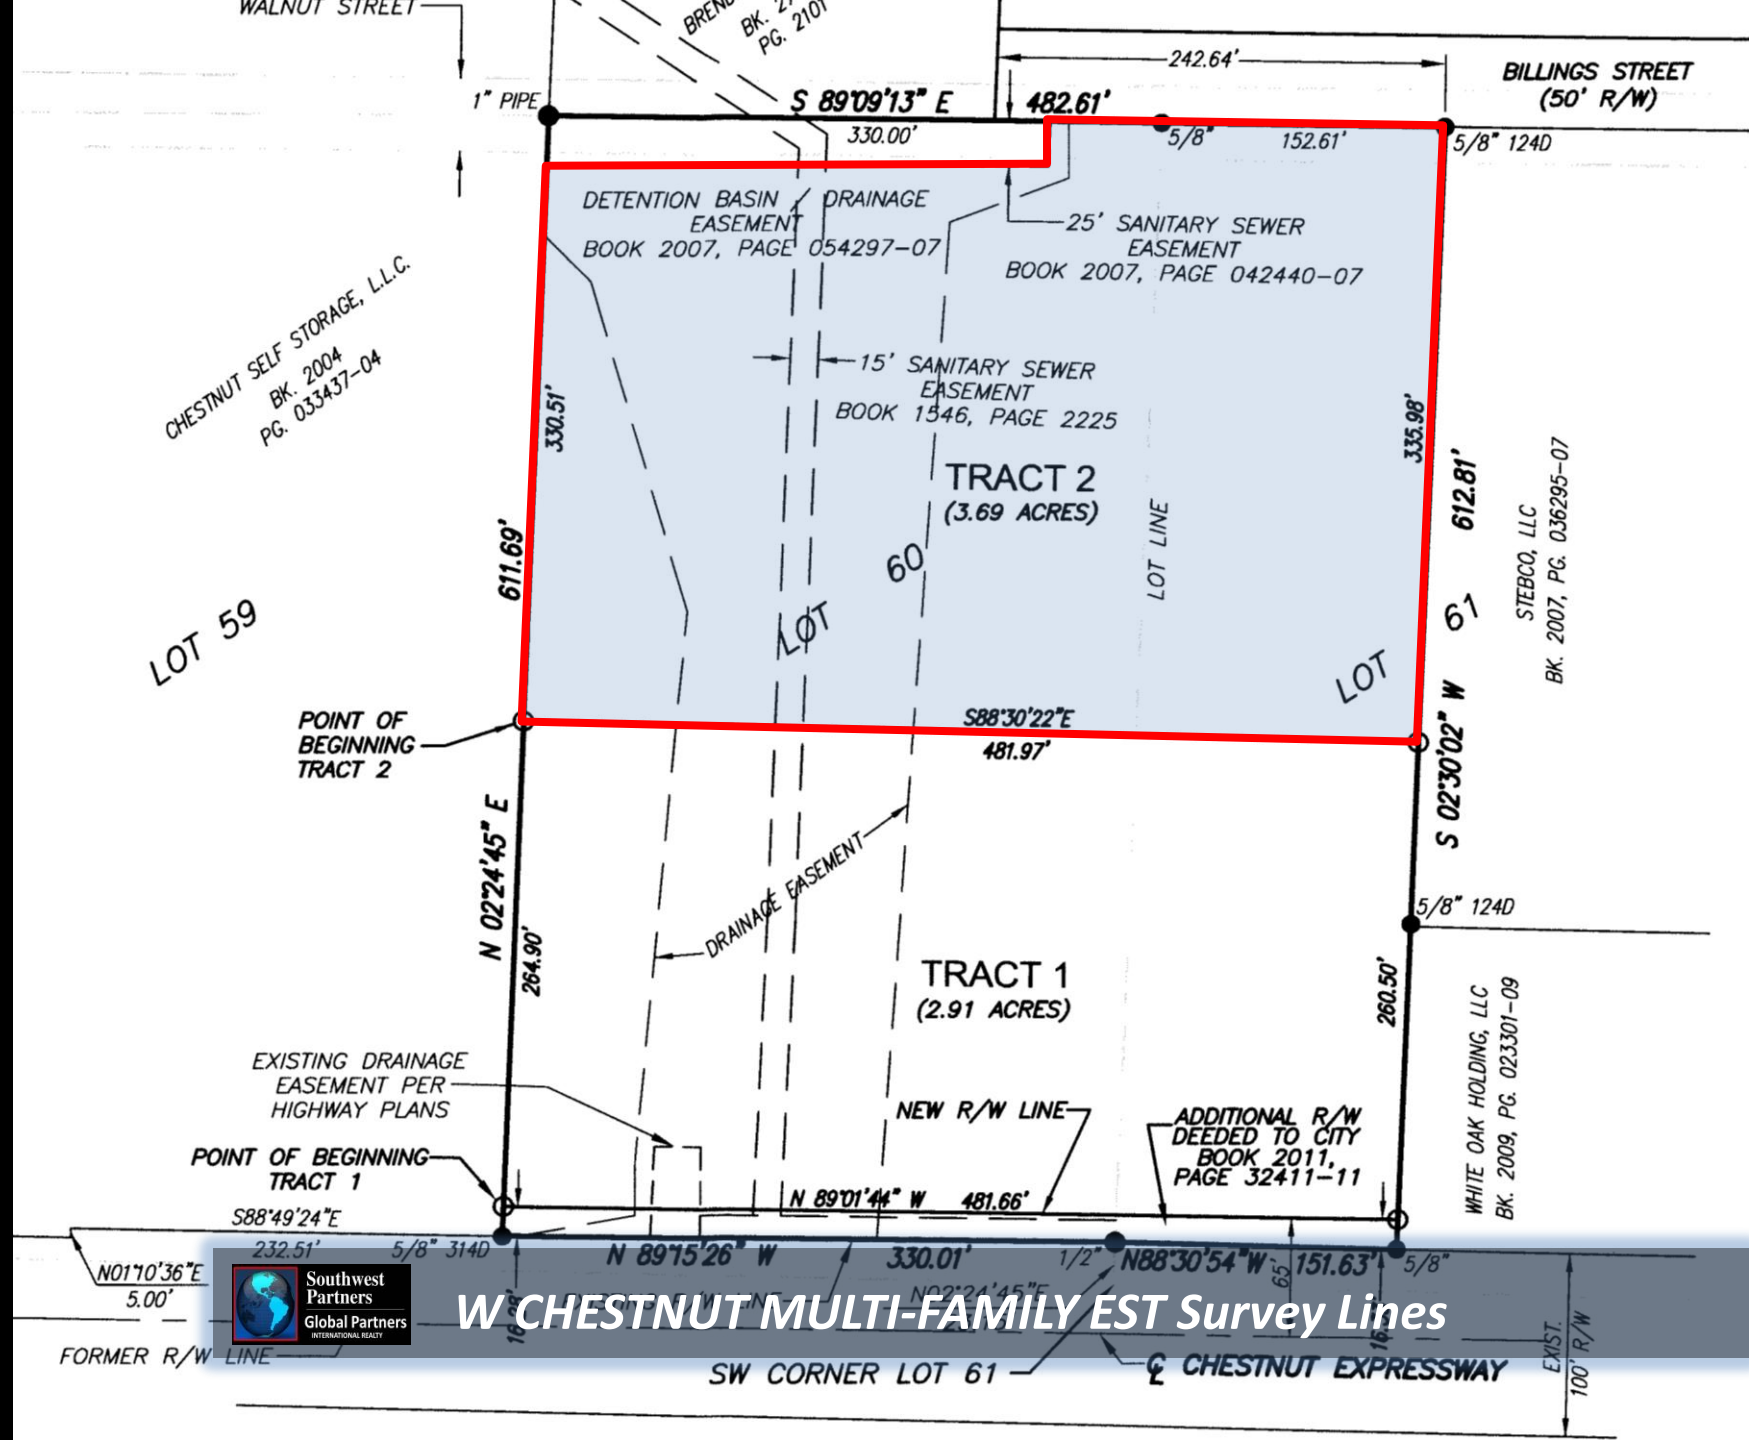 WALNUT STREET
BK.
PG. 2101
242.64'
BILLINGS STREET
(50' R/W)
1" PIPE
S 89°09'13" E
482.61'
330.00'
5/8"
152.61'
5/8" 124D
DETENTION BASIN / DRAINAGE
EASEMENT
BOOK 2007, PAGE 054297-07
25' SANITARY SEWER
EASEMENT
BOOK 2007, PAGE 042440-07
CHESTNUT SELF STORAGE, L.L.C.
BK. 2004
PG. 033437-04
15' SANITARY SEWER
EASEMENT
BOOK 1546, PAGE 2225
330.51'
335.98'
TRACT 2
(3.69 ACRES)
611.69'
612.81'
LOT 60
LOT LINE
LOT 61
STEBCO, LLC
BK. 2007, PG. 036295-07
LOT 59
POINT OF
BEGINNING
TRACT 2
S88°30'22"E
481.97'
S 02°30'02" W
N 02°24'45" E
264.90'
DRAINAGE EASEMENT
5/8" 124D
TRACT 1
(2.91 ACRES)
260.50'
WHITE OAK HOLDING, LLC
BK. 2009, PG. 023301-09
EXISTING DRAINAGE
EASEMENT PER
HIGHWAY PLANS
NEW R/W LINE
ADDITIONAL R/W
DEEDED TO CITY
BOOK 2011,
PAGE 32411-11
POINT OF BEGINNING
TRACT 1
N 89°01'44" W 481.66'
S88°49'24"E
232.51'
5/8" 314D
N 89°15'26" W
330.01'
1/2"
N88°30'54"W
151.63'
5/8"
N01°10'36"E
5.00'
65'
N02°24'45"E
EXISTING R/W LINE
Southwest
Partners
Global Partners
INTERNATIONAL REALTY
W CHESTNUT MULTI-FAMILY EST Survey Lines
FORMER R/W LINE
SW CORNER LOT 61
℄ CHESTNUT EXPRESSWAY
EXIST.
100' R/W